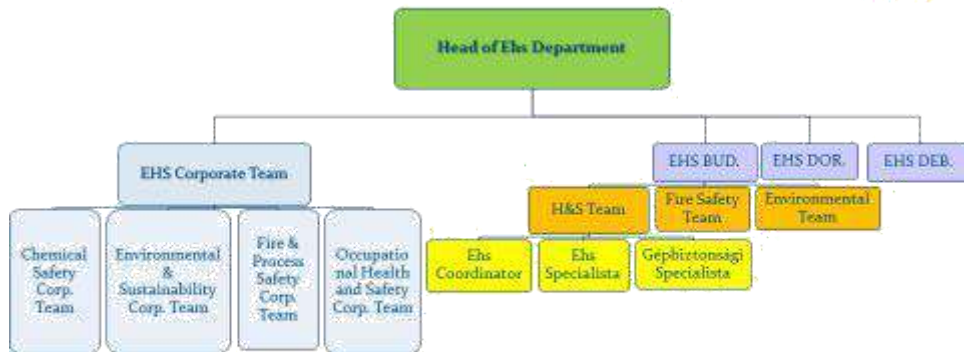 Head of Ehs Department
EHS Corporate Team
EHS BUD.
EHS DOR.
EHS DEB.
H&S Team
Fire Safety
Team
Environmental
Team
Chemical
Safety
Corp.
Team
Environmental
&
Sustainability
Corp. Team
Fire &
Process
Safety
Corp.
Team
Occupatio
nal Health
and Safety
Corp. Team
Ehs
Coordinator
Ehs
Specialista
Gépbiztonsági
Specialista